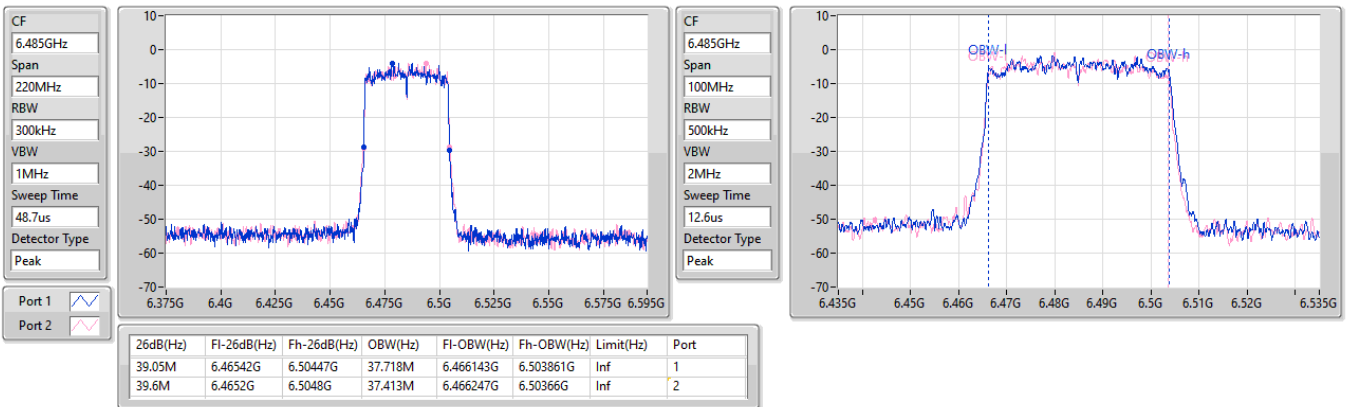 CF
6.485GHz
Span
220MHz
RBW
300kHz
VBW
1MHz
Sweep Time
48.7us
Detector Type
Peak
Port 1
Port 2
10
0
-10
-20
-30
-40
-50
-60
-70
6.375G 6.4G 6.425G 6.45G 6.475G 6.5G 6.525G 6.55G 6.575G 6.595G
CF
6.485GHz
Span
100MHz
RBW
500kHz
VBW
2MHz
Sweep Time
12.6us
Detector Type
Peak
10
0
-10
-20
-30
-40
-50
-60
-70
OBW-l OBW-h
6.435G 6.45G 6.46G 6.47G 6.48G 6.49G 6.5G 6.51G 6.52G 6.535G
26dB(Hz) Fl-26dB(Hz) Fh-26dB(Hz) OBW(Hz) Fl-OBW(Hz) Fh-OBW(Hz) Limit(Hz) Port
39.05M 6.46542G 6.50447G 37.718M 6.466143G 6.503861G Inf 1
39.6M 6.4652G 6.5048G 37.413M 6.466247G 6.50366G Inf 2